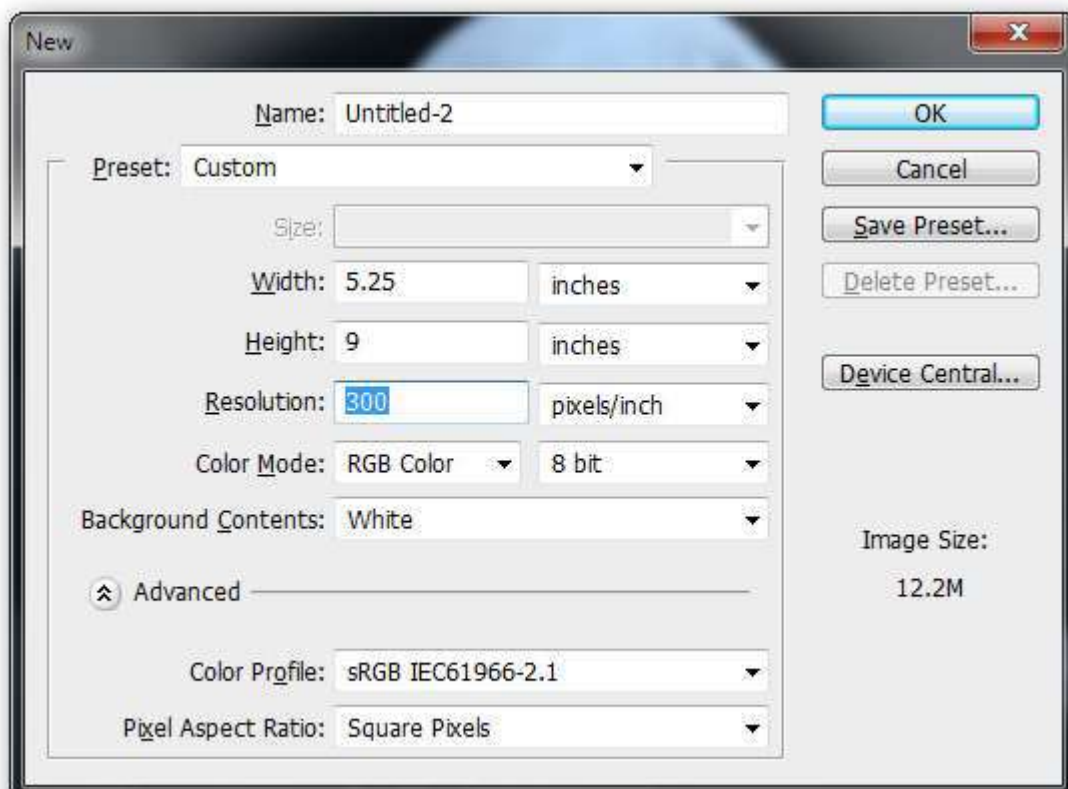 New
Name: Untitled-2
OK
Preset: Custom
Cancel
Size:
Save Preset...
Width: 5.25 inches
Delete Preset...
Height: 9 inches
Device Central...
Resolution: 300 pixels/inch
Color Mode: RGB Color 8 bit
Background Contents: White
Image Size:
12.2M
Advanced
Color Profile: sRGB IEC61966-2.1
Pixel Aspect Ratio: Square Pixels